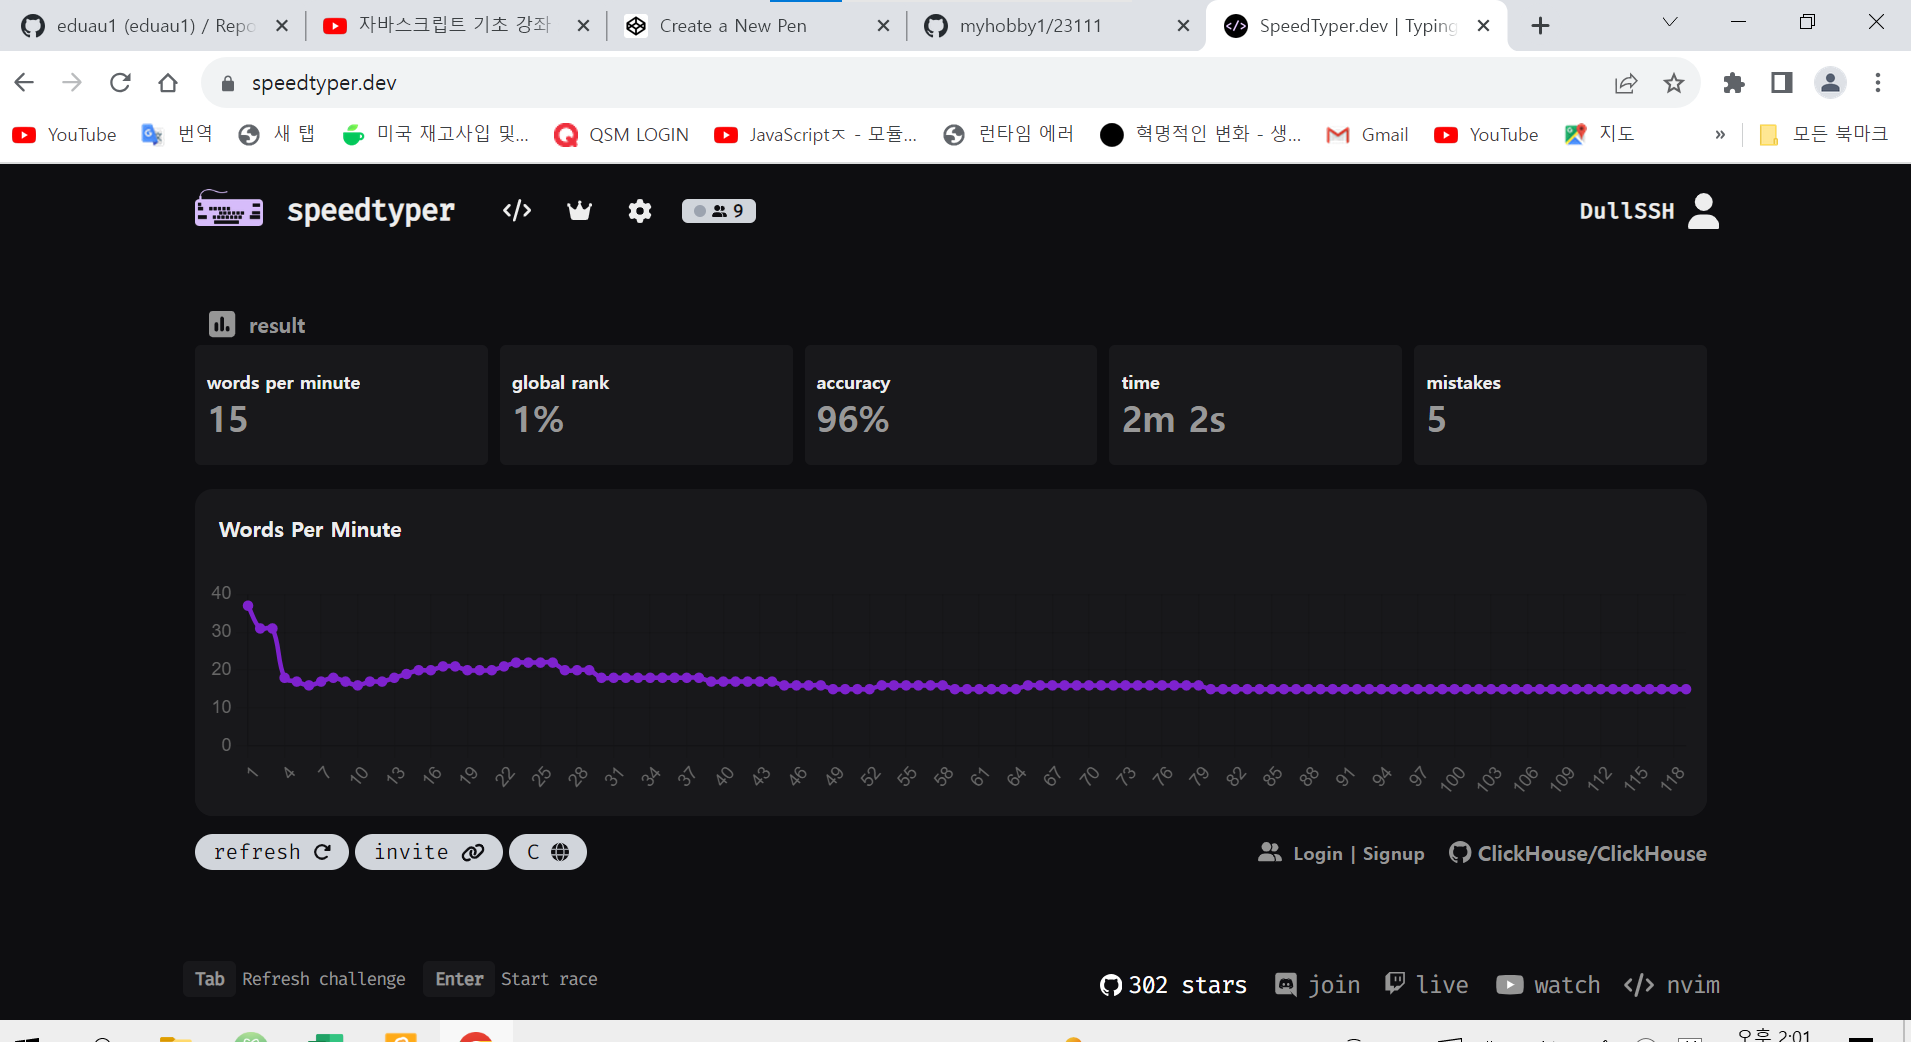 eduau1 (eduau1) / Repo
자바스크립트 기초 강좌
Create a New Pen
myhobby1/23111
SpeedTyper.dev | Typing
speedtyper.dev
YouTube
번역
새 탭
미국 재고사입 및...
QSM LOGIN
JavaScriptㅈ - 모듈...
런타임 에러
혁명적인 변화 - 생...
Gmail
YouTube
지도
»
모든 북마크
speedtyper
</>
9
DullSSH
result
words per minute
15
global rank
1%
accuracy
96%
time
2m 2s
mistakes
5
Words Per Minute
40
30
20
10
0
1 4 7 10 13 16 19 22 25 28 31 34 37 40 43 46 49 52 55 58 61 64 67 70 73 76 79 82 85 88 91 94 97 100 103 106 109 112 115 118
refresh
invite
C
Login | Signup
ClickHouse/ClickHouse
Tab Refresh challenge
Enter Start race
302 stars
join
live
watch
</> nvim
오후 2:01